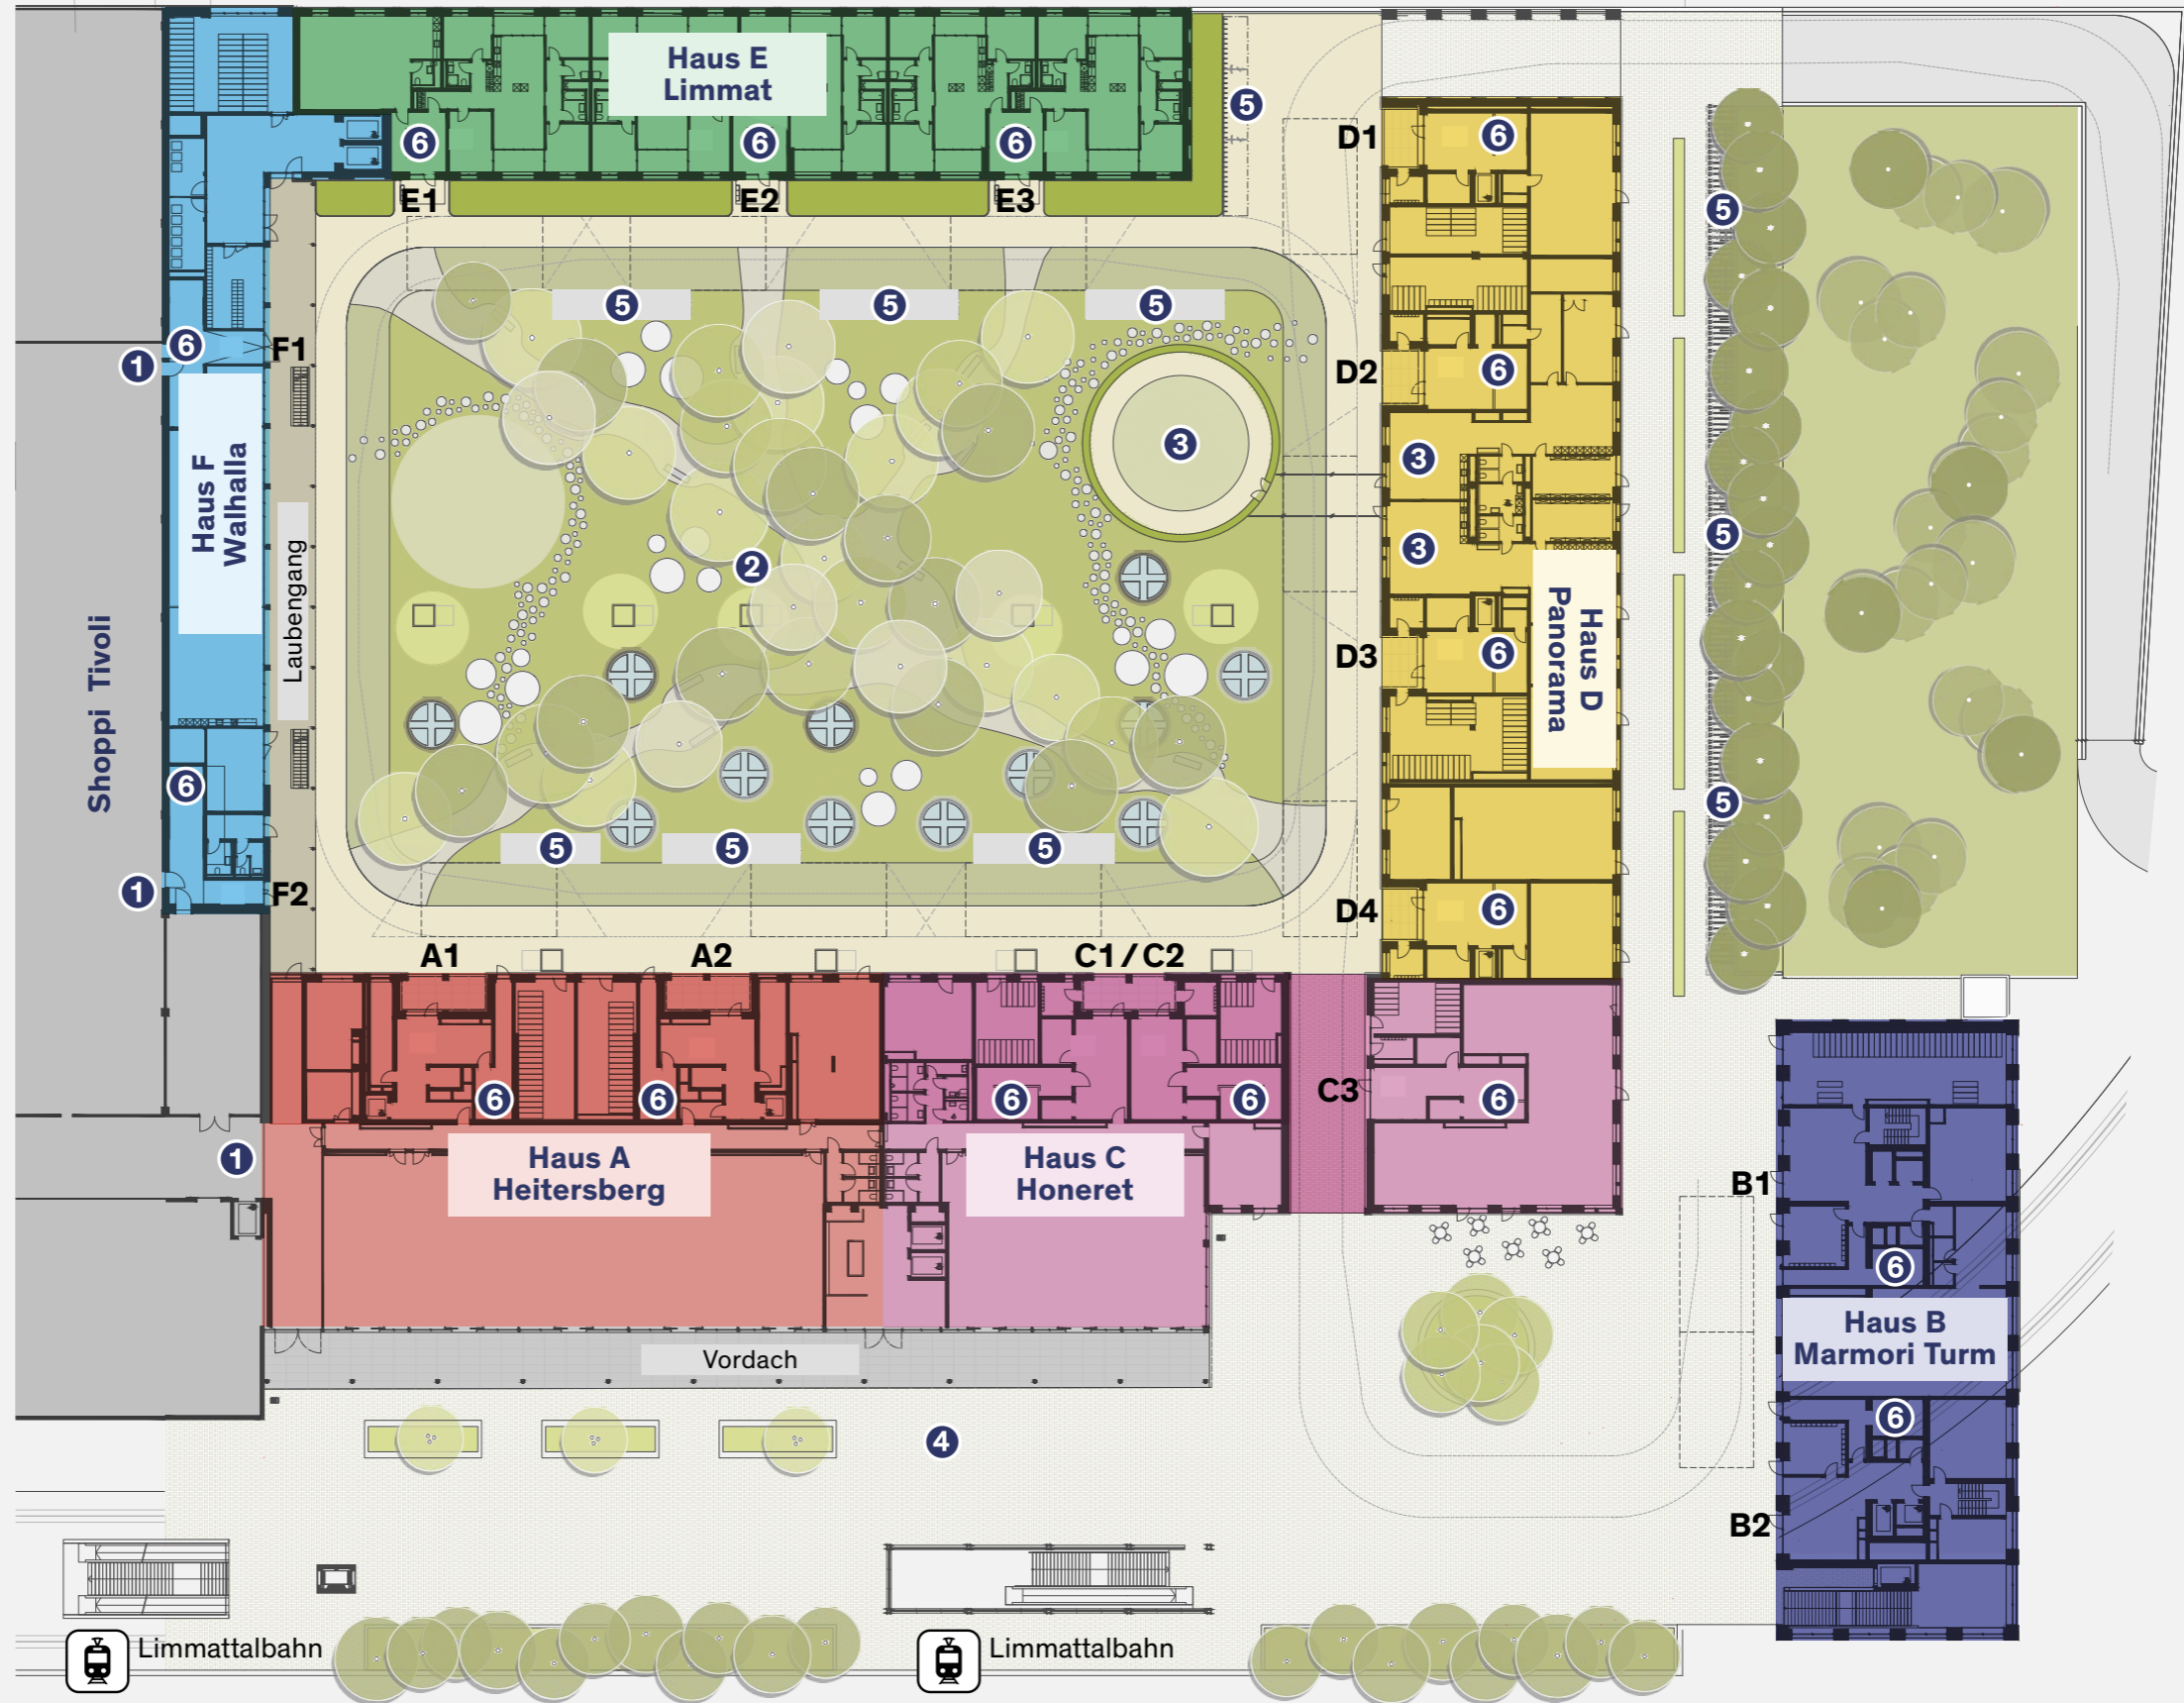 Haus E
Limmat
5
6
6
6
E1
E2
E3
D1
6
5
5
5
5
F1
6
1
D2
6
3
3
Haus F
Walhalla
Laubengang
Shoppi Tivoli
5
3
2
Haus D
Panorama
D3
6
6
5
5
5
5
1
F2
D4
6
A1
A2
C1 / C2
6
6
6
6
C3
6
1
Haus A
Heitersberg
Haus C
Honeret
B1
6
Haus B
Marmori Turm
Vordach
6
4
B2
Limmattalbahn
Limmattalbahn